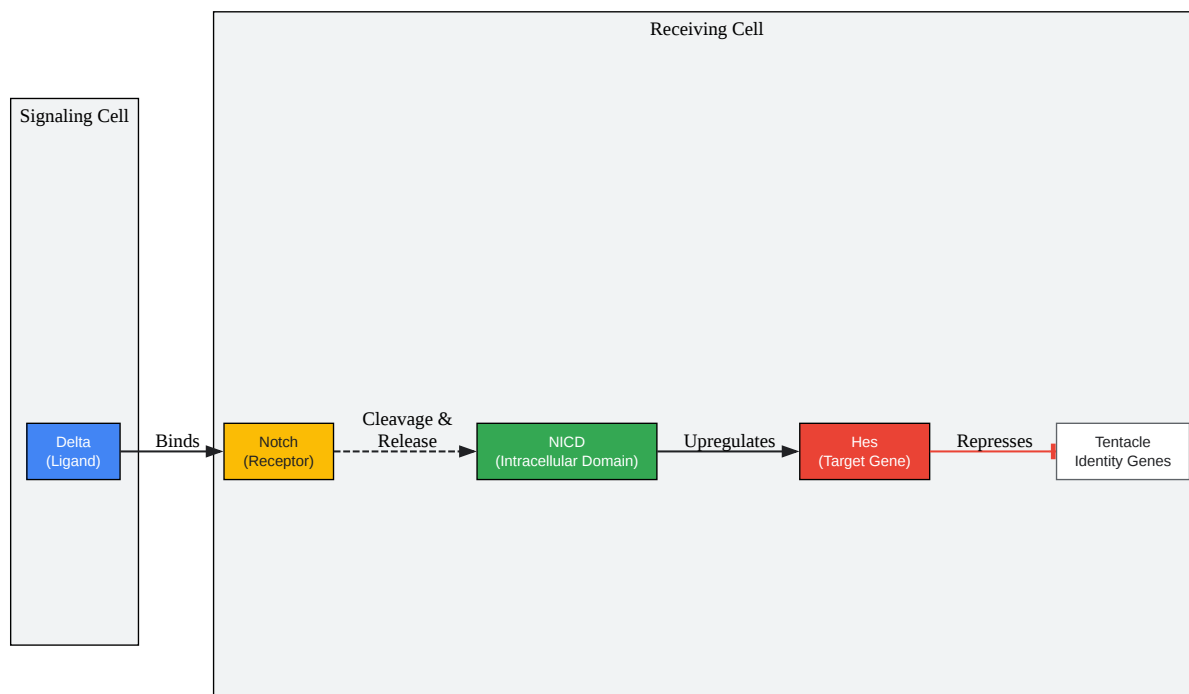 Receiving Cell
Signaling Cell
Delta
(Ligand)
Binds
Notch
(Receptor)
Cleavage &
Release
NICD
(Intracellular Domain)
Upregulates
Hes
(Target Gene)
Represses
Tentacle
Identity Genes